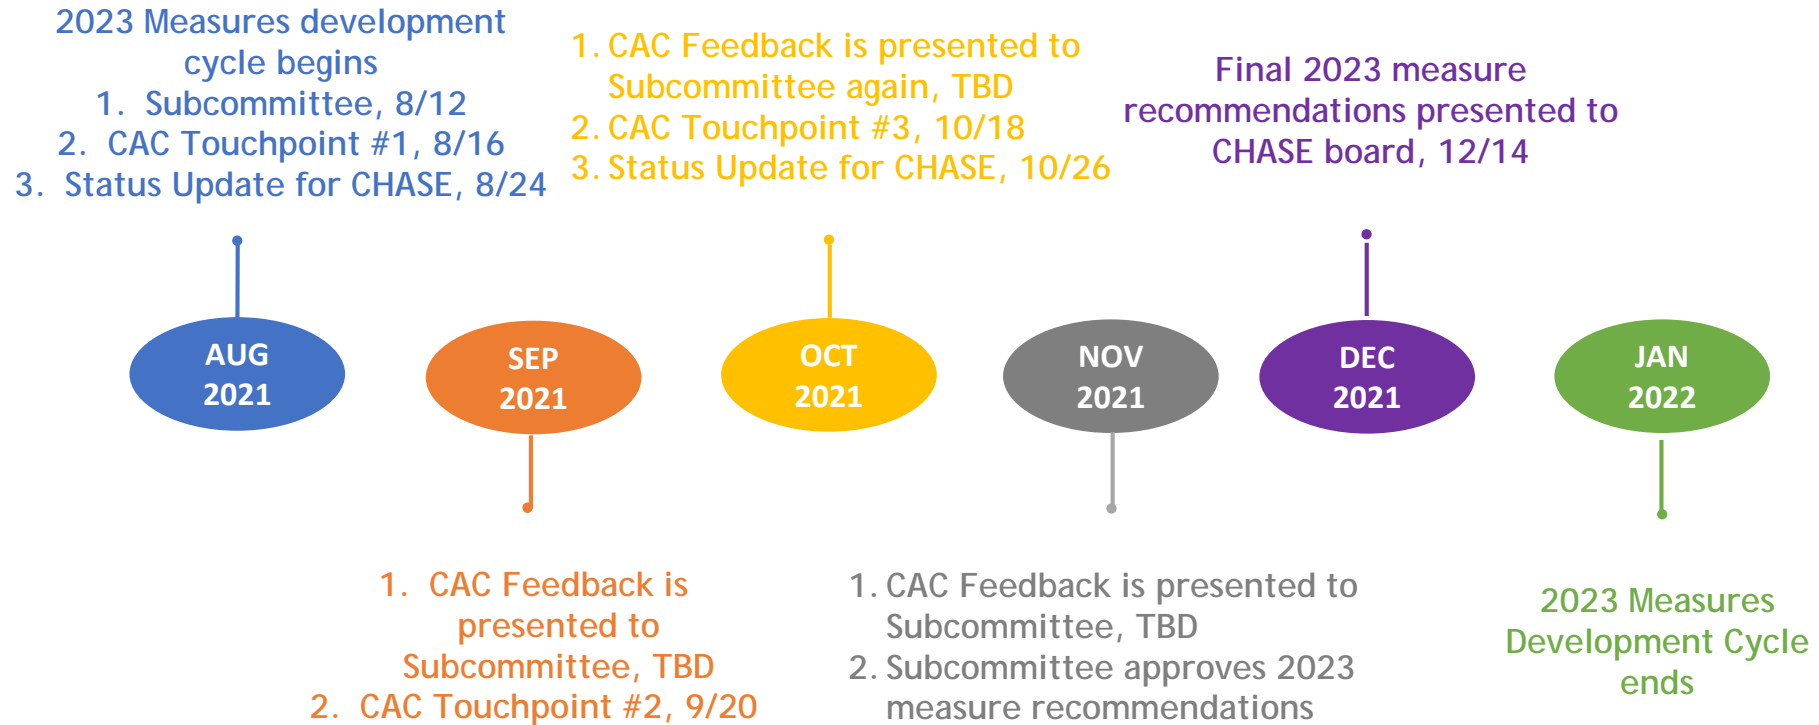 2023 Measures development
cycle begins
1. Subcommittee, 8/12
2. CAC Touchpoint #1, 8/16
3. Status Update for CHASE, 8/24
1. CAC Feedback is presented to
Subcommittee again, TBD
2. CAC Touchpoint #3, 10/18
3. Status Update for CHASE, 10/26
Final 2023 measure
recommendations presented to
CHASE board, 12/14
AUG
2021
SEP
2021
OCT
2021
NOV
2021
DEC
2021
JAN
2022
1. CAC Feedback is
presented to
Subcommittee, TBD
2. CAC Touchpoint #2, 9/20
1. CAC Feedback is presented to
Subcommittee, TBD
2. Subcommittee approves 2023
measure recommendations
2023 Measures
Development Cycle
ends